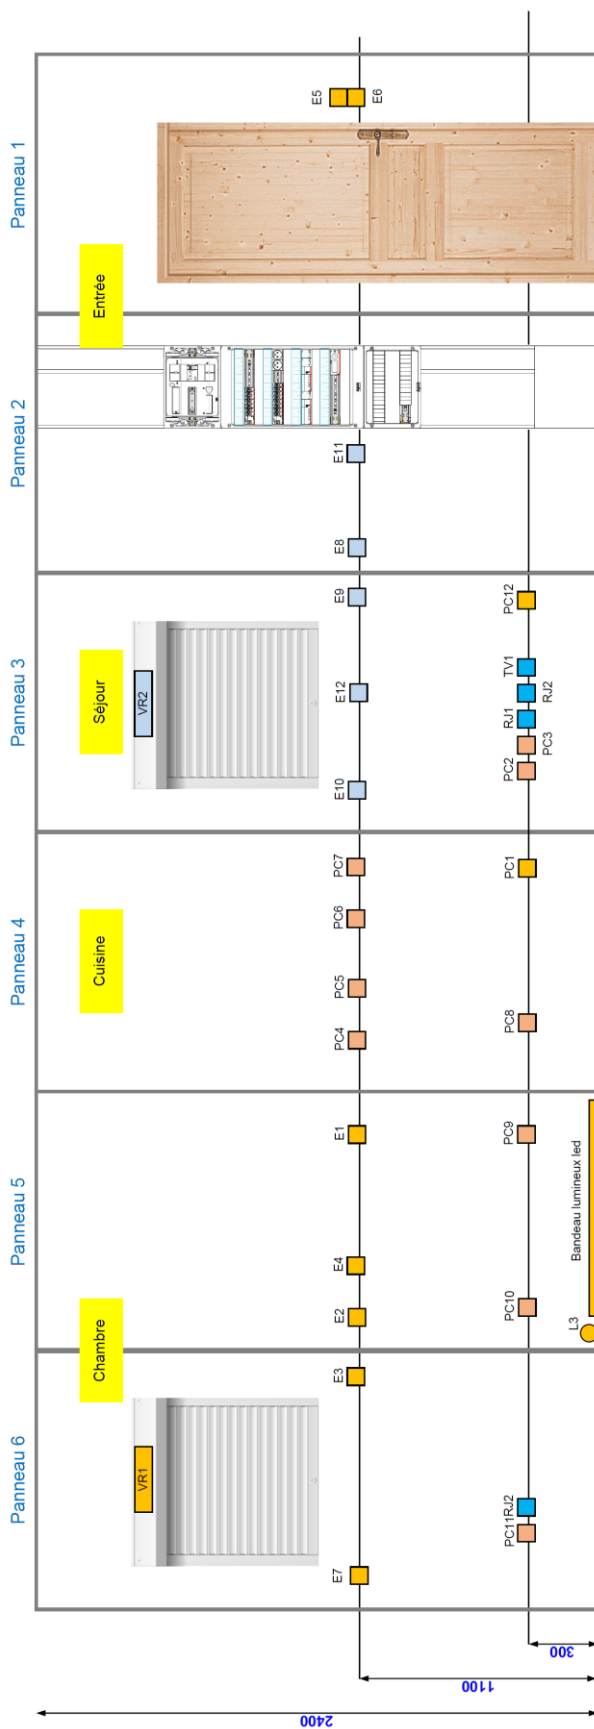 Panneau 6
Panneau 5
Panneau 4
Panneau 3
Panneau 2
Panneau 1
Chambre
Cuisine
Séjour
Entrée
VR1
VR2
E7
E3
E2
E4
E1
PC4
PC5
PC6
PC7
E10
E12
E9
E8
E11
E5
E6
PC11RJ2
PC10
PC9
PC8
PC1
PC2
PC3
RJ1
RJ2
TV1
PC12
L3
Bandeau lumineux led
2400
1100
300